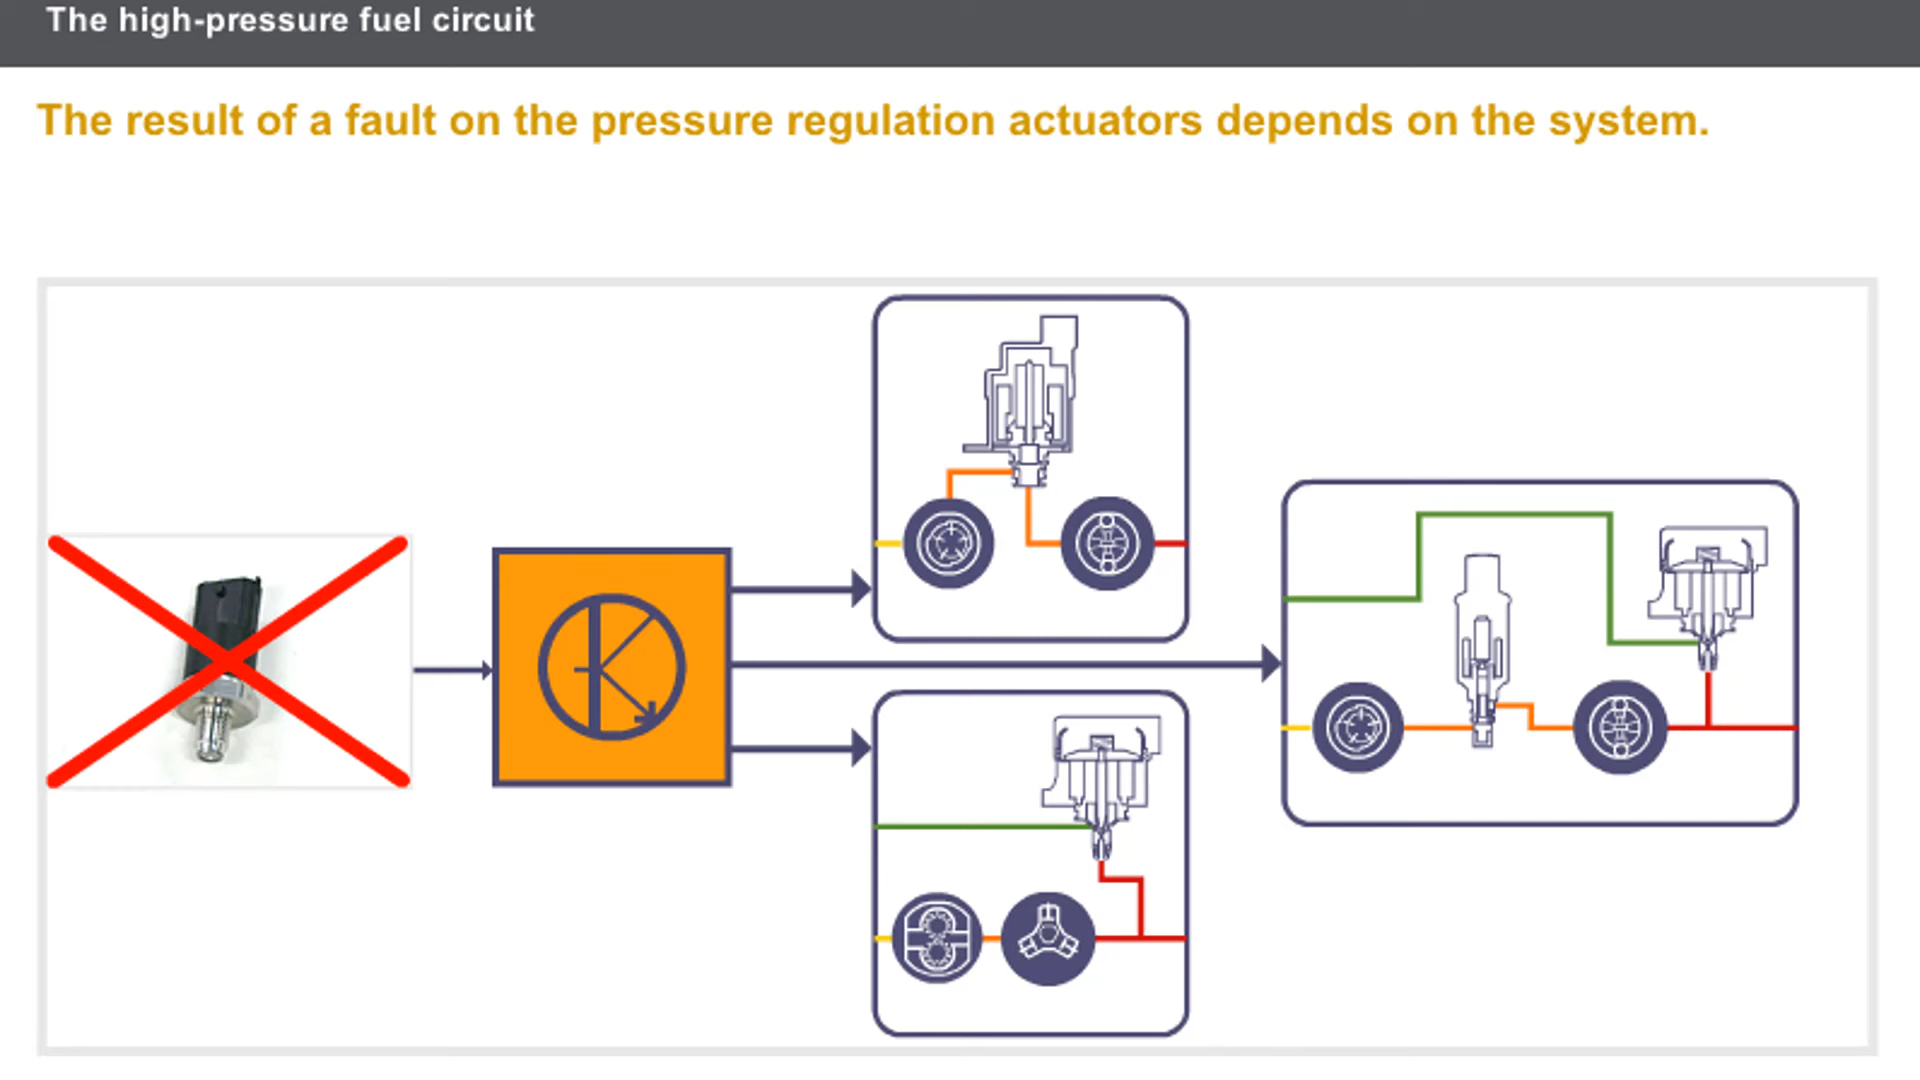 The high-pressure fuel circuit
The result of a fault on the pressure regulation actuators depends on the system.